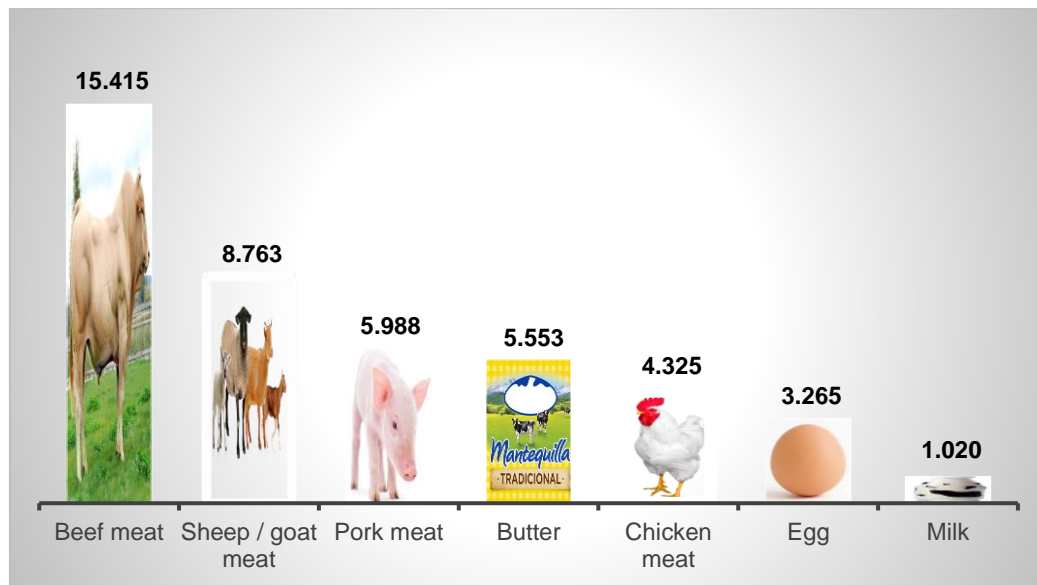 15.415
8.763
5.988
5.553
4.325
3.265
1.020
Mantequilla
·TRADICIONAL·
Beef meat
Sheep / goat
meat
Pork meat
Butter
Chicken
meat
Egg
Milk